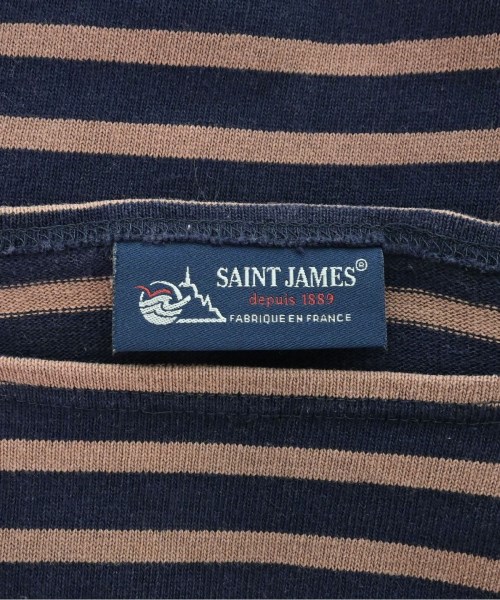 SAINT JAMES®
depuis 1889
FABRIQUE EN FRANCE